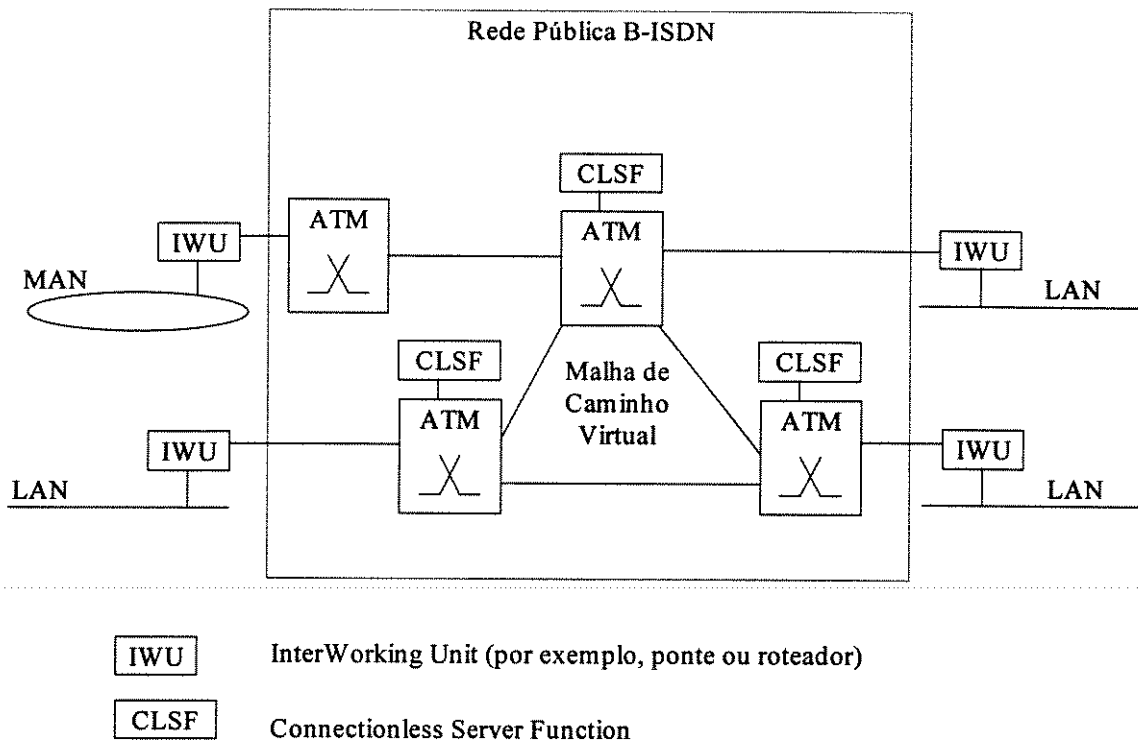 Rede Pública B-ISDN
CLSF
ATM
ATM
IWU
IWU
MAN
LAN
CLSF
CLSF
Malha de
Caminho
Virtual
ATM
ATM
IWU
IWU
LAN
LAN
IWU
InterWorking Unit (por exemplo, ponte ou roteador)
CLSF
Connectionless Server Function